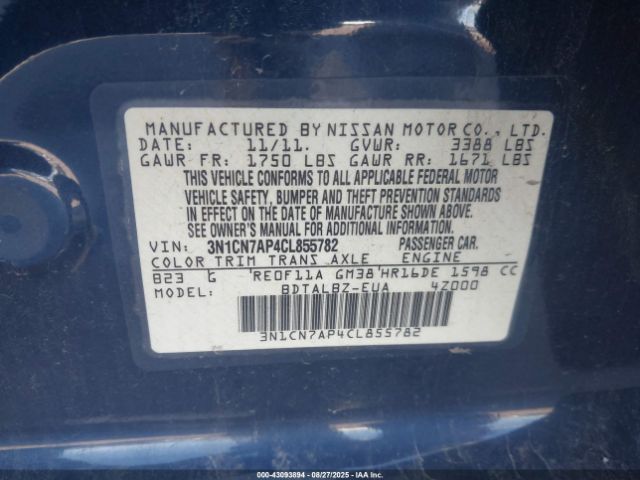 MANUFACTURED BY NISSAN MOTOR CO., LTD.
DATE: 11/11. GVWR: 3388 LBS
GAWR FR: 1750 LBS GAWR RR: 1671 LBS
THIS VEHICLE CONFORMS TO ALL APPLICABLE FEDERAL MOTOR
VEHICLE SAFETY, BUMPER AND THEFT PREVENTION STANDARDS
IN EFFECT ON THE DATE OF MANUFACTURE SHOWN ABOVE.
SEE OWNER'S MANUAL FOR ADDITIONAL INFORMATION.
VIN: 3N1CN7AP4CL855782 PASSENGER CAR.
COLOR TRIM TRANS AXLE ENGINE
B23 G RE0F11A GM38 HR16DE 1598 CC
MODEL: BDTALBZ-EUA 4Z000
3N1CN7AP4CL855782
© IAA - 43093894 - 08/27/2025 - IAAI.COM